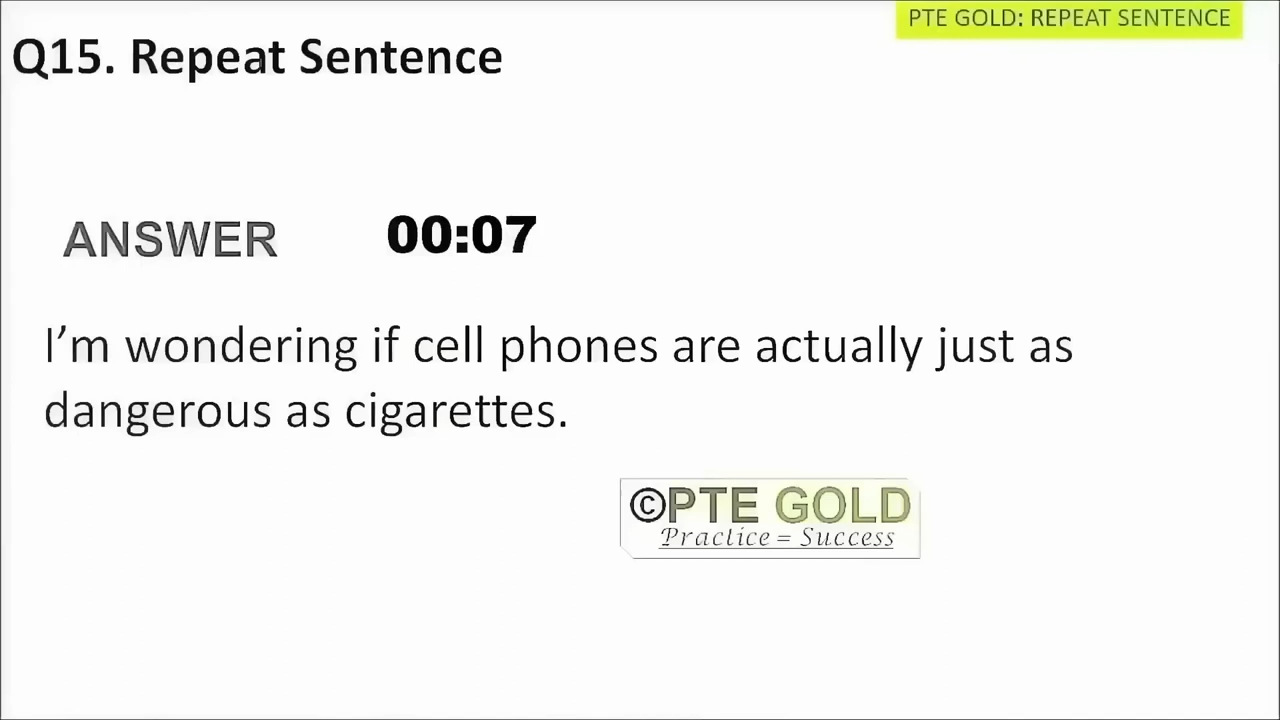 PTE GOLD: REPEAT SENTENCE
Q15. Repeat Sentence
ANSWER 00:07
I’m wondering if cell phones are actually just as
dangerous as cigarettes.
©PTE GOLD
Practice = Success